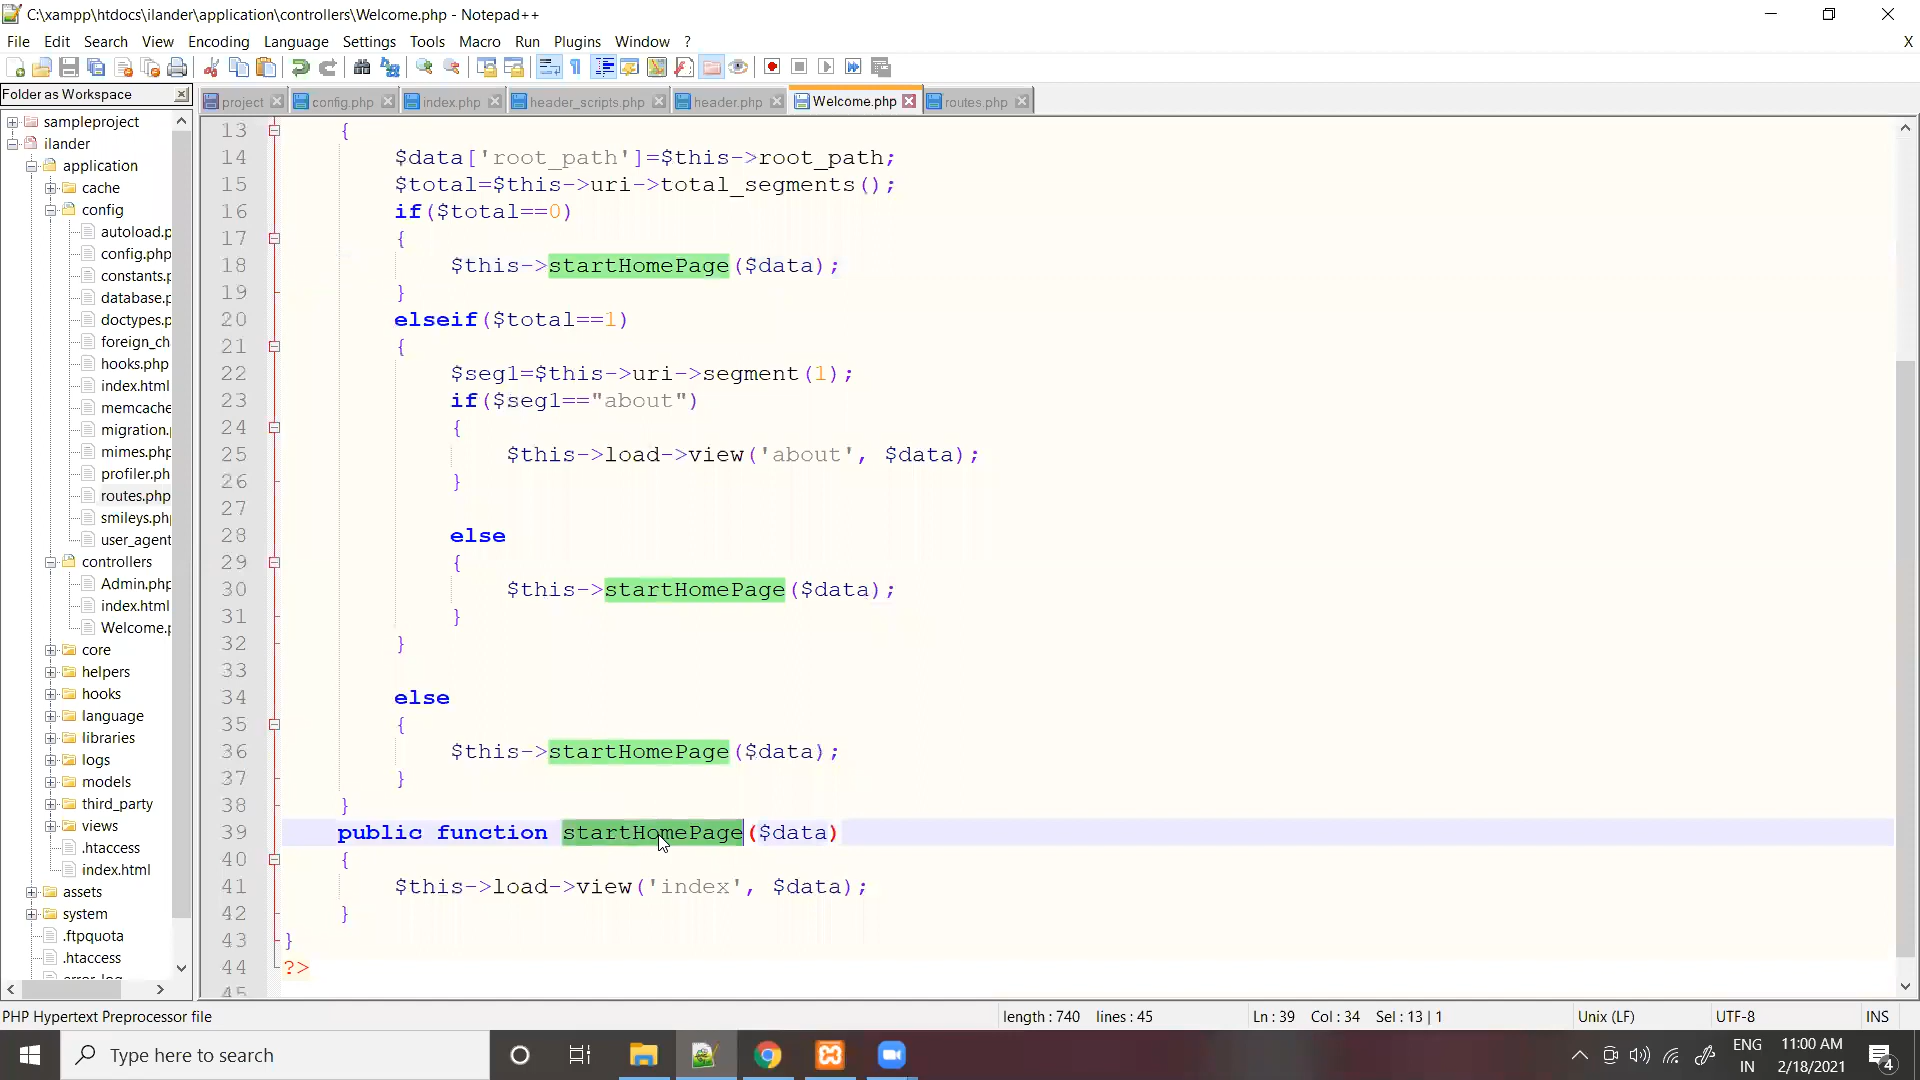 C:\xampp\htdocs\ilander\application\controllers\Welcome.php - Notepad++
File Edit Search View Encoding Language Settings Tools Macro Run Plugins Window ? X
Folder as Workspace
project config.php index.php header_scripts.php header.php Welcome.php routes.php
sampleproject
ilander
application
cache
config
autoload.p
config.php
constants.p
database.p
doctypes.p
foreign_ch
hooks.php
index.html
memcache
migration.p
mimes.php
profiler.ph
routes.php
smileys.php
user_agent
controllers
Admin.php
index.html
Welcome.p
core
helpers
hooks
language
libraries
logs
models
third_party
views
.htaccess
index.html
assets
system
.ftpquota
.htaccess
13 {
14 $data['root_path']=$this->root_path;
15 $total=$this->uri->total_segments();
16 if($total==0)
17 {
18 $this->startHomePage($data);
19 }
20 elseif($total==1)
21 {
22 $seg1=$this->uri->segment(1);
23 if($seg1=="about")
24 {
25 $this->load->view('about', $data);
26 }
27
28 else
29 {
30 $this->startHomePage($data);
31 }
32 }
33
34 else
35 {
36 $this->startHomePage($data);
37 }
38 }
39 public function startHomePage($data)
40 {
41 $this->load->view('index', $data);
42 }
43 }
44 ?>
45
PHP Hypertext Preprocessor file length : 740 lines : 45 Ln : 39 Col : 34 Sel : 13 | 1 Unix (LF) UTF-8 INS
Type here to search
ENG
IN
11:00 AM
2/18/2021
4